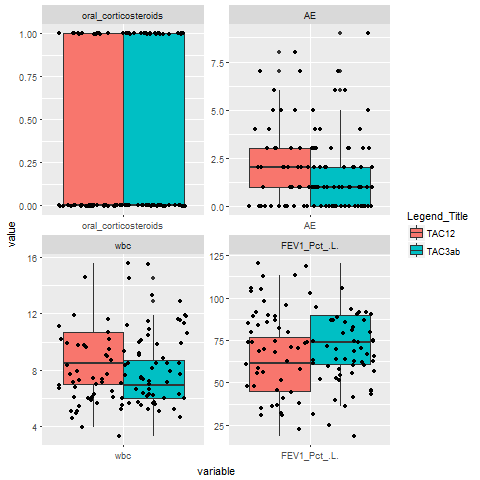 oral_corticosteroids
AE
1.00
0.75
0.50
0.25
0.00
7.5
5.0
2.5
0.0
oral_corticosteroids
AE
value
wbc
FEV1_Pct_.L.
16
12
8
4
125
100
75
50
25
wbc
FEV1_Pct_.L.
variable
Legend_Title
TAC12
TAC3ab